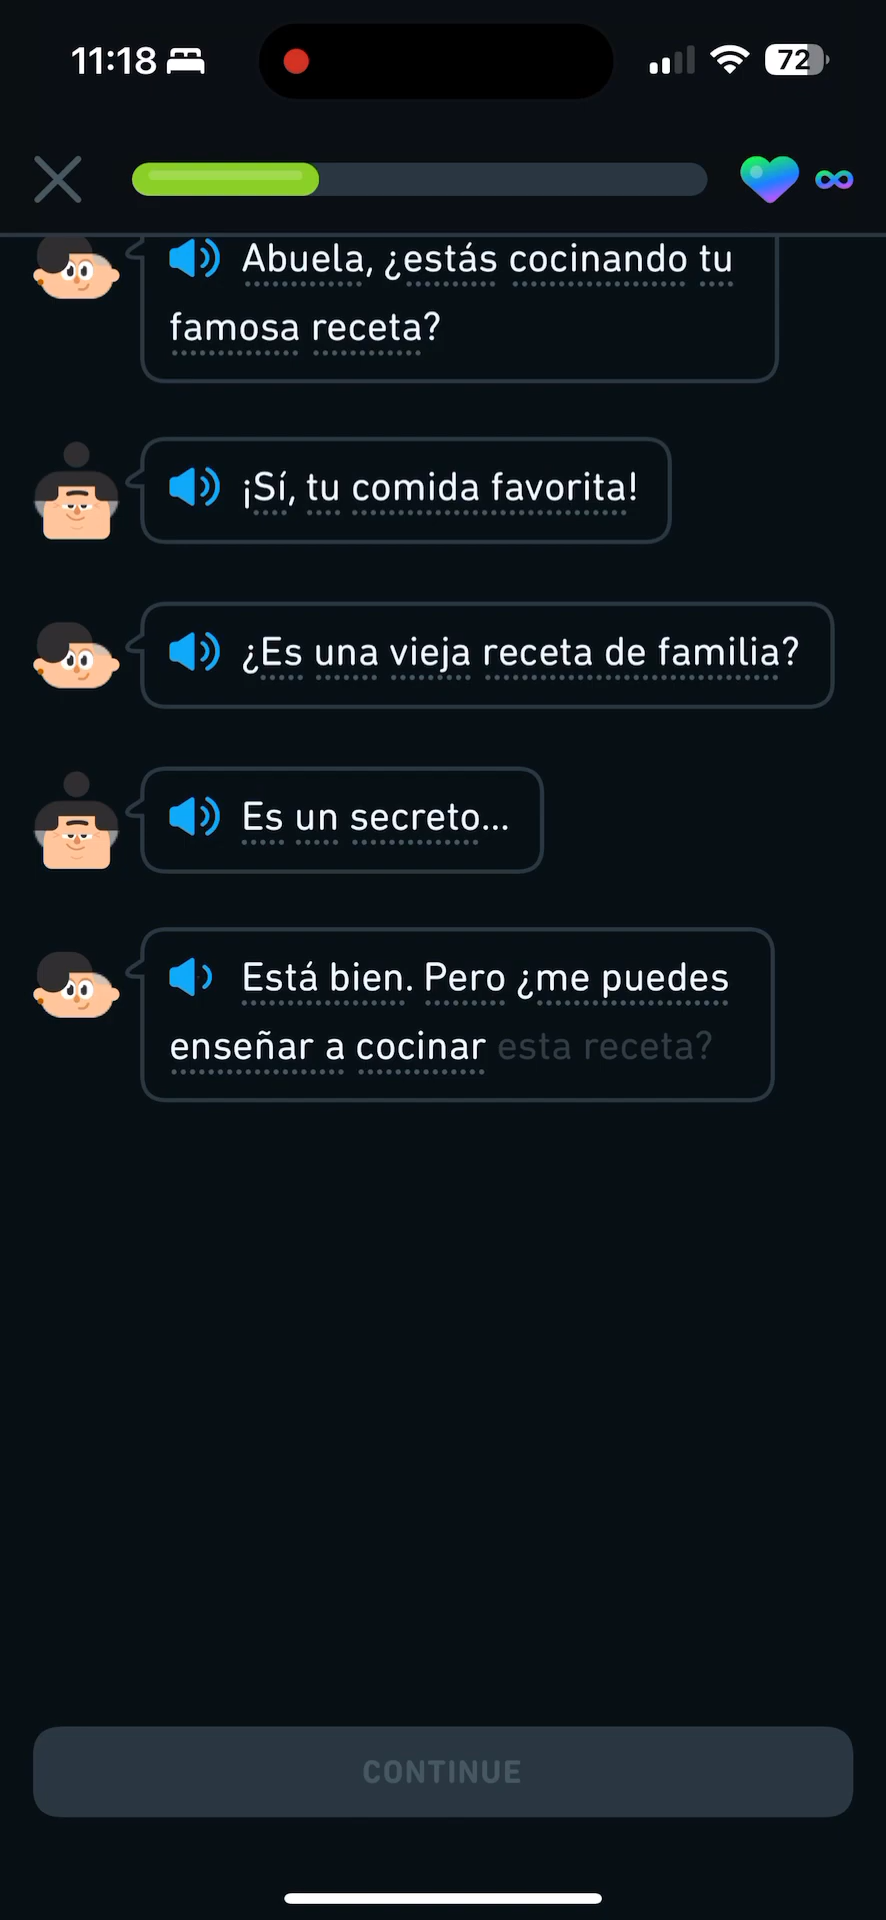 11:18
72
Abuela, ¿estás cocinando tu
famosa receta?
¡Sí, tu comida favorita!
¿Es una vieja receta de familia?
Es un secreto...
Está bien. Pero ¿me puedes
enseñar a cocinar esta receta?
CONTINUE